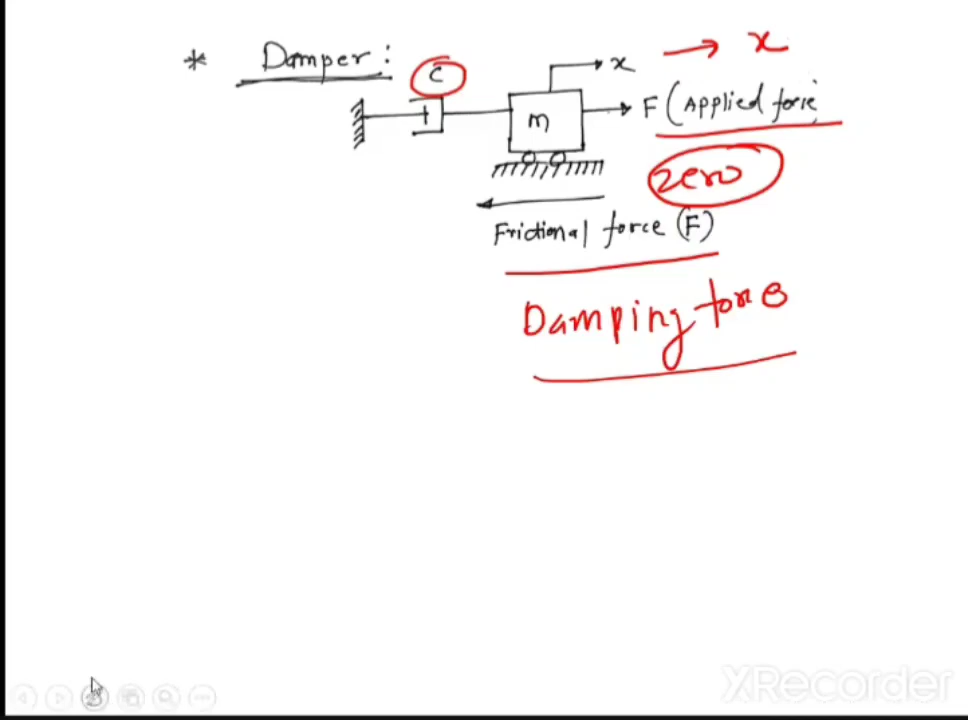 * Damper:
C
m
x
→ x
F (Applied force)
zero
Frictional force (F)
Damping force
XRecorder